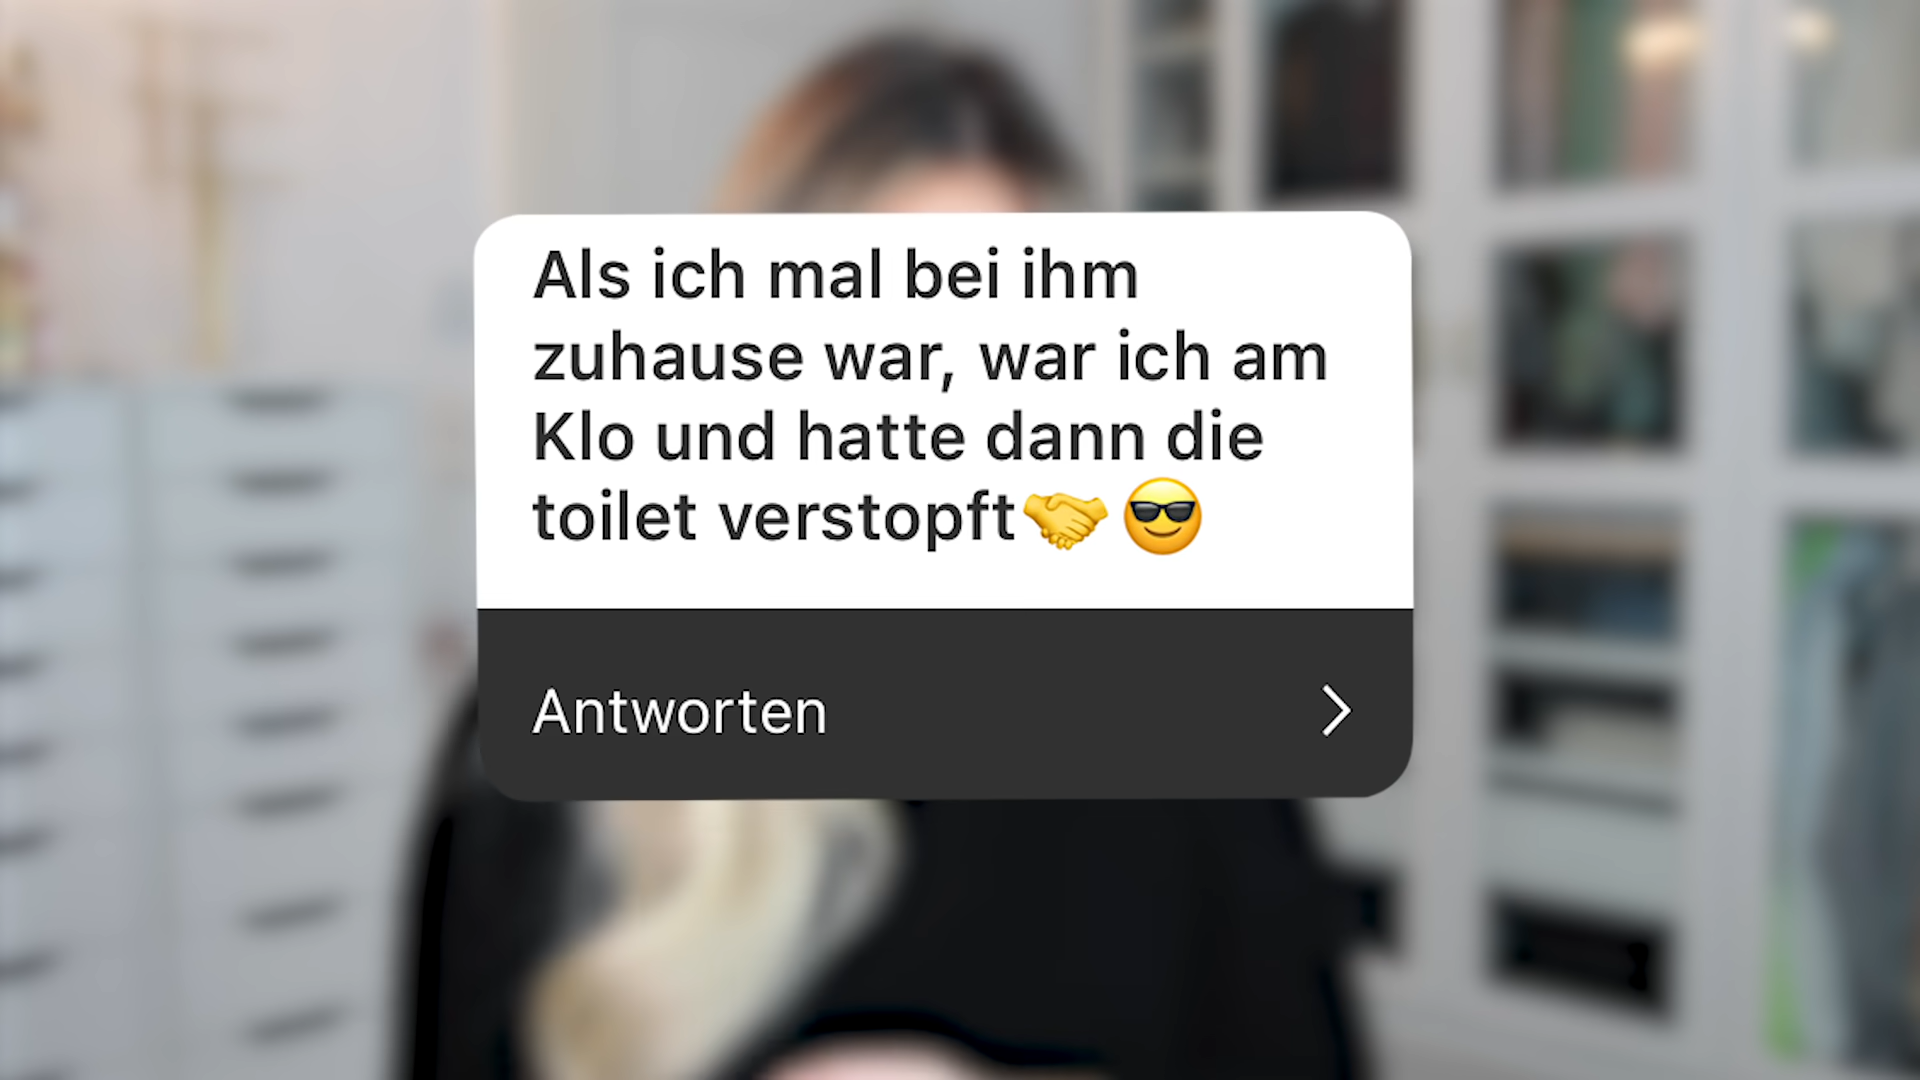 Als ich mal bei ihm
zuhause war, war ich am
Klo und hatte dann die
toilet verstopft🤝😎
Antworten